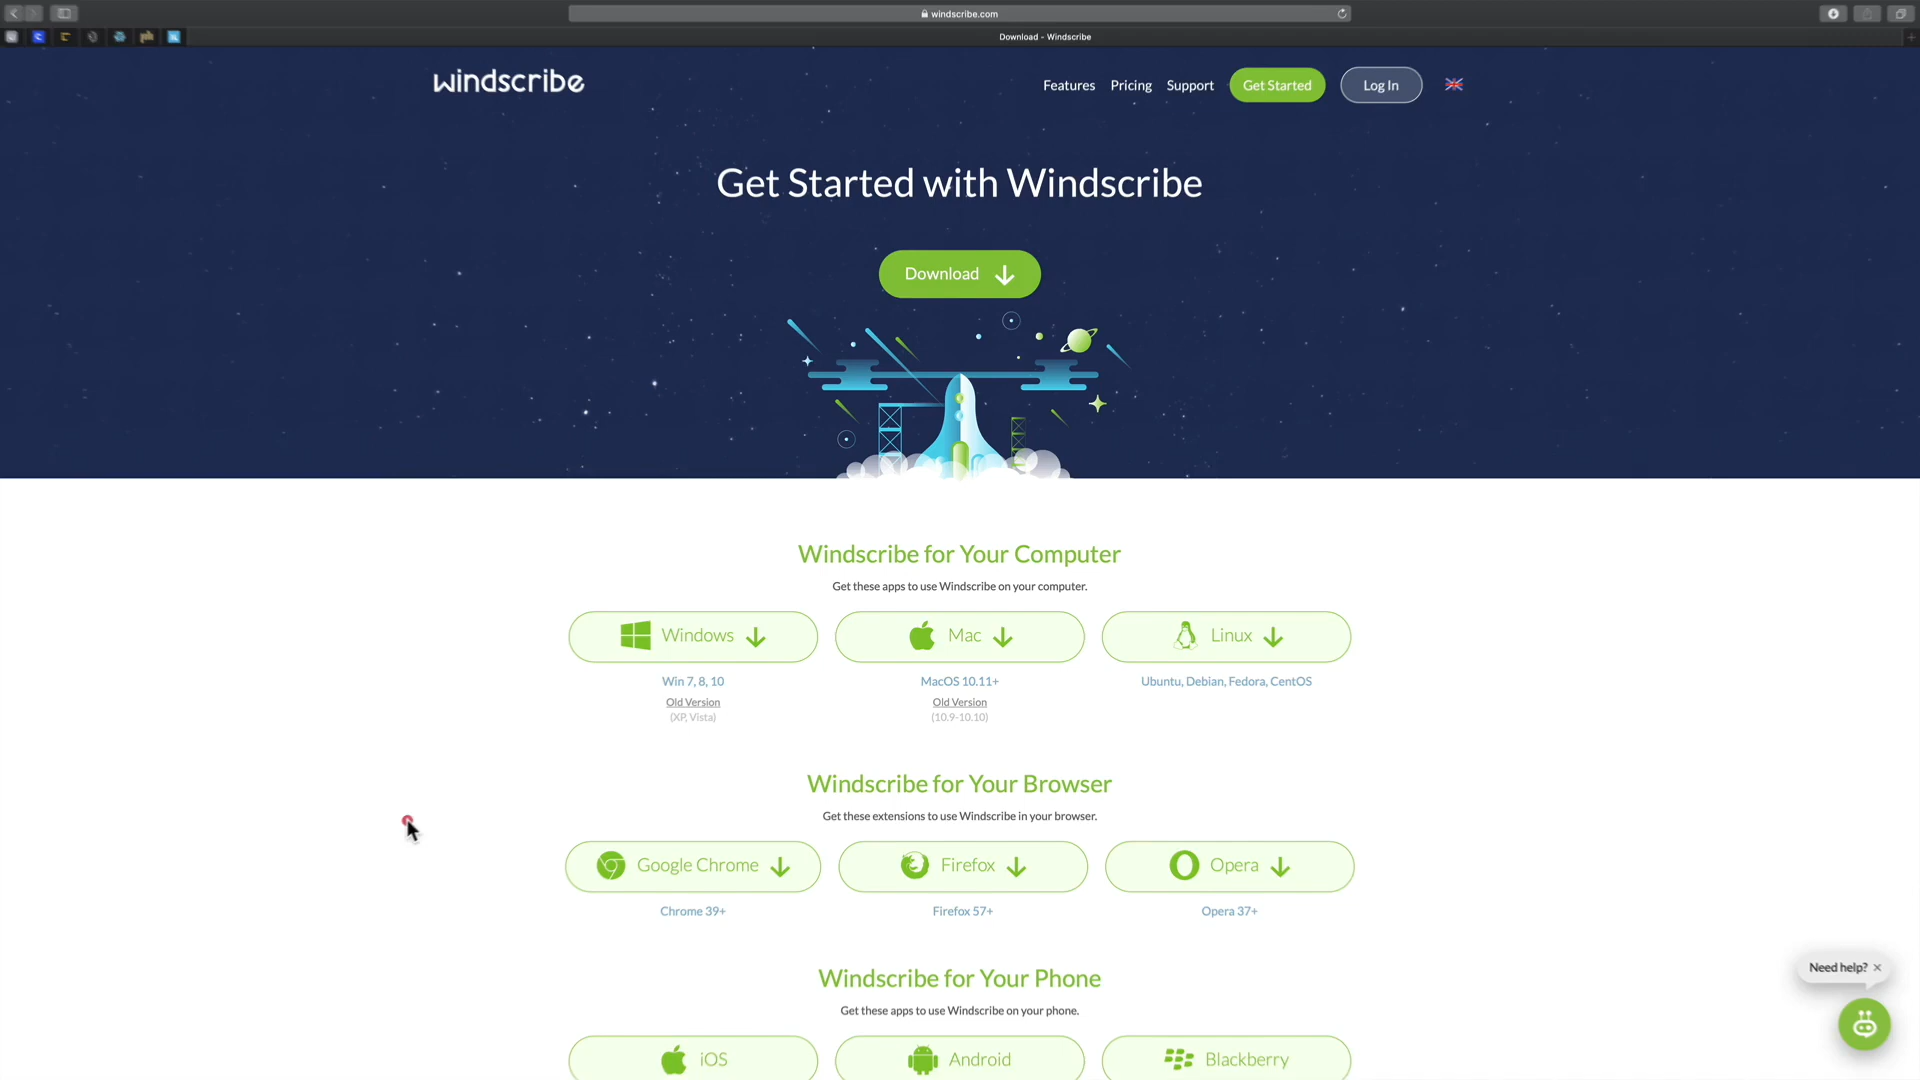 windscribe.com
Download - Windscribe
windscribe
Features Pricing Support Get Started Log In
Get Started with Windscribe
Download
Windscribe for Your Computer
Get these apps to use Windscribe on your computer.
Windows Mac Linux
Win 7, 8, 10 MacOS 10.11+ Ubuntu, Debian, Fedora, CentOS
Old Version Old Version
(XP, Vista) (10.9-10.10)
Windscribe for Your Browser
Get these extensions to use Windscribe in your browser.
Google Chrome Firefox Opera
Chrome 39+ Firefox 57+ Opera 37+
Need help?
Windscribe for Your Phone
Get these apps to use Windscribe on your phone.
iOS Android Blackberry